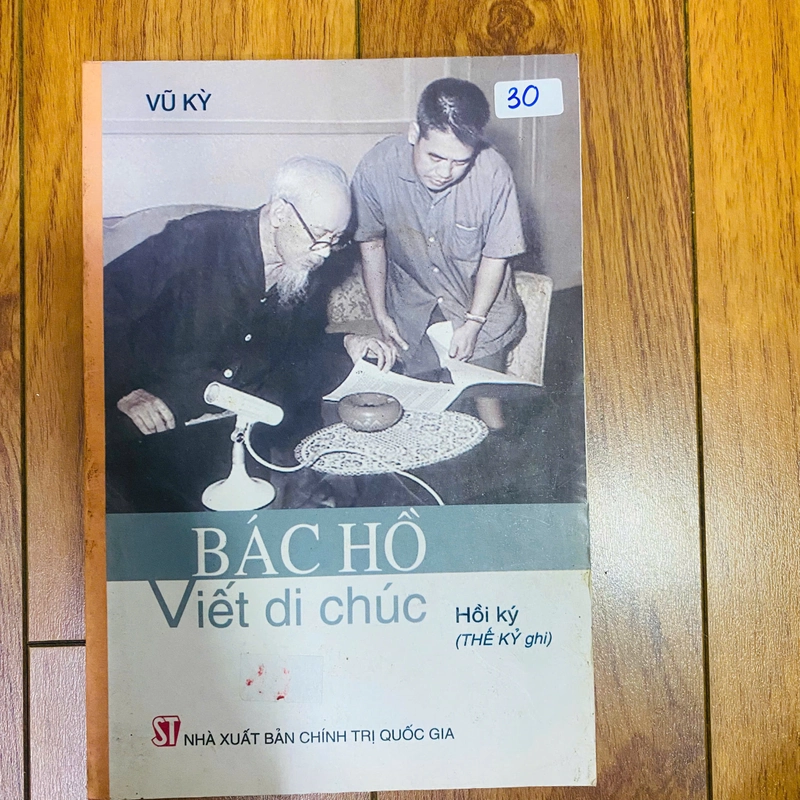 VŨ KỲ
30
BÁC HỒ
Viết di chúc
Hồi ký
(THẾ KỶ ghi)
ST NHÀ XUẤT BẢN CHÍNH TRỊ QUỐC GIA